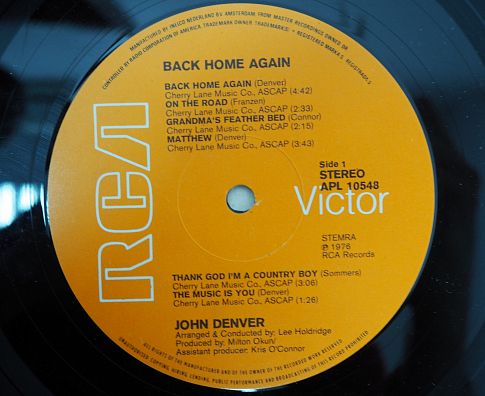 MANUFACTURED BY INELCO NEDERLAND BV, AMSTERDAM, FROM MASTER RECORDINGS OWNED OR
CONTROLLED BY RADIO CORPORATION OF AMERICA TRADEMARK OWNER. TRADEMARK(S) ® REGISTERED MARCA(S).
BACK HOME AGAIN
BACK HOME AGAIN (Denver)
Cherry Lane Music Co., ASCAP (4:42)
ON THE ROAD (Franzen)
Cherry Lane Music Co., ASCAP (2:33)
GRANDMA'S FEATHER BED (Connor)
Cherry Lane Music Co., ASCAP (2:15)
MATTHEW (Denver)
Cherry Lane Music Co., ASCAP (3:43)
Side 1
STEREO
APL 10548
RCA
Victor
STEMRA
℗ 1976
RCA Records
THANK GOD I'M A COUNTRY BOY (Sommers)
Cherry Lane Music Co., ASCAP (3:06)
THE MUSIC IS YOU (Denver)
Cherry Lane Music Co., ASCAP (1:26)
JOHN DENVER
Arranged & Conducted by: Lee Holdridge
Produced by: Milton Okun/
Assistant producer: Kris O'Connor
ALL RIGHTS OF THE MANUFACTURER AND OF THE OWNER OF THE RECORDED WORK RESERVED.
UNAUTHORISED COPYING, HIRING, LENDING, PUBLIC PERFORMANCE AND BROADCASTING OF THIS RECORD PROHIBITED